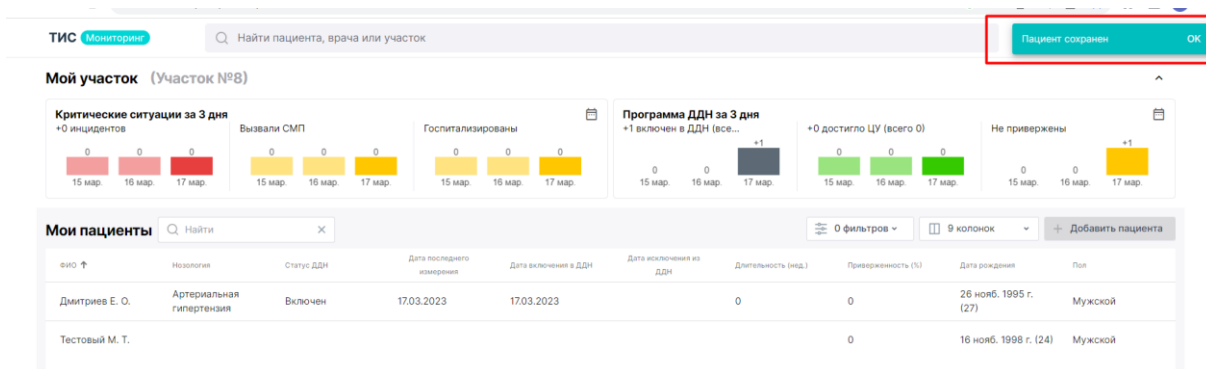 ТИС Мониторинг
Найти пациента, врача или участок
Пациент сохранен OK
Мой участок (Участок №8)
Критические ситуации за 3 дня
+0 инцидентов Вызвали СМП Госпитализированы
0 0 0 0 0 0 0 0 0
15 мар. 16 мар. 17 мар. 15 мар. 16 мар. 17 мар. 15 мар. 16 мар. 17 мар.
Программа ДДН за 3 дня
+1 включен в ДДН (все... +0 достигло ЦУ (всего 0) Не привержены
0 0 +1 0 0 0 0 0 +1
15 мар. 16 мар. 17 мар. 15 мар. 16 мар. 17 мар. 15 мар. 16 мар. 17 мар.
Мои пациенты Найти 0 фильтров 9 колонок + Добавить пациента
ФИО Нозология Статус ДДН Дата последнего измерения Дата включения в ДДН Дата исключения из ДДН Длительность (нед.) Приверженность (%) Дата рождения Пол
Дмитриев Е. О. Артериальная гипертензия Включен 17.03.2023 17.03.2023 0 0 26 нояб. 1995 г. (27) Мужской
Тестовый М. Т. 0 16 нояб. 1998 г. (24) Мужской